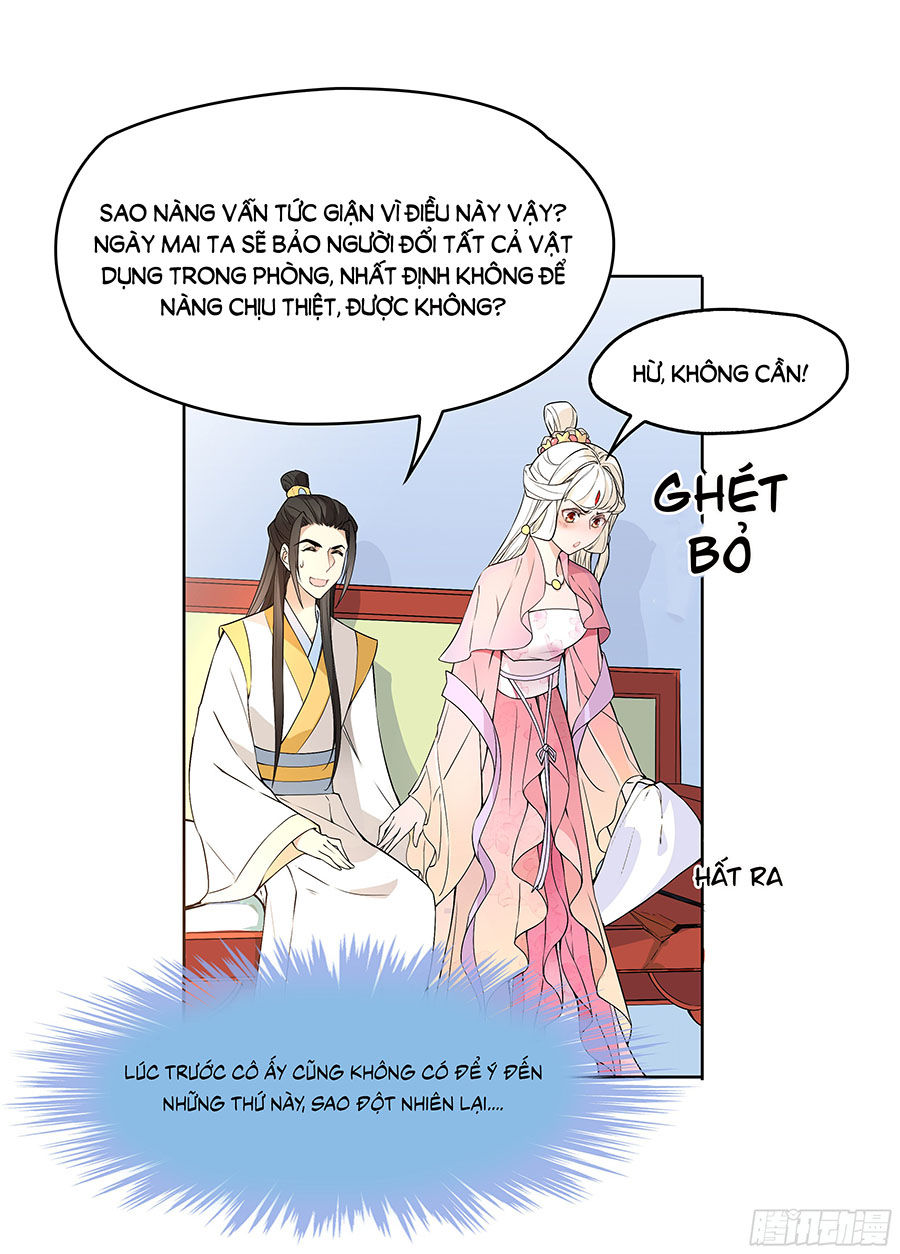 SAO NÀNG VẪN TỨC GIẬN VÌ ĐIỀU NÀY VẬY?
NGÀY MAI TA SẼ BẢO NGƯỜI ĐỔI TẤT CẢ VẬT
DỤNG TRONG PHÒNG, NHẤT ĐỊNH KHÔNG ĐỂ
NÀNG CHỊU THIỆT, ĐƯỢC KHÔNG?
HỪ, KHÔNG CẦN!
GHÉT
BỎ
HẤT RA
LÚC TRƯỚC CÔ ẤY CŨNG KHÔNG CÓ ĐỂ Ý ĐẾN
NHỮNG THỨ NÀY, SAO ĐỘT NHIÊN LẠI....
腾讯动漫